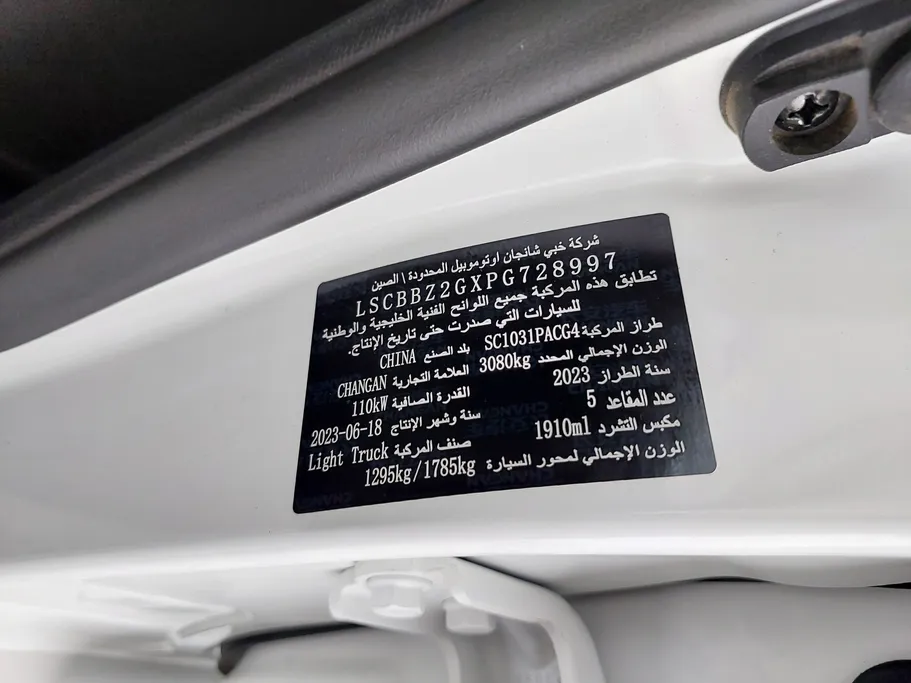 شركة خبي شانجان اوتوموبيل المحدودة \ الصين
LSCBBZ2GXPG728997
تطابق هذه المركبة جميع اللوائح الفنية الخليجية والوطنية
للسيارات التي صدرت حتى تاريخ الإنتاج.
طراز المركبة SC1031PACG4 بلد الصنع CHINA
الوزن الإجمالي المحدد 3080kg العلامة التجارية CHANGAN
سنة الطراز 2023 القدرة الصافية 110kW
عدد المقاعد 5 سنة وشهر الإنتاج 2023-06-18
مكبس التشرد 1910ml صنف المركبة Light Truck
الوزن الإجمالي لمحور السيارة 1295kg/1785kg